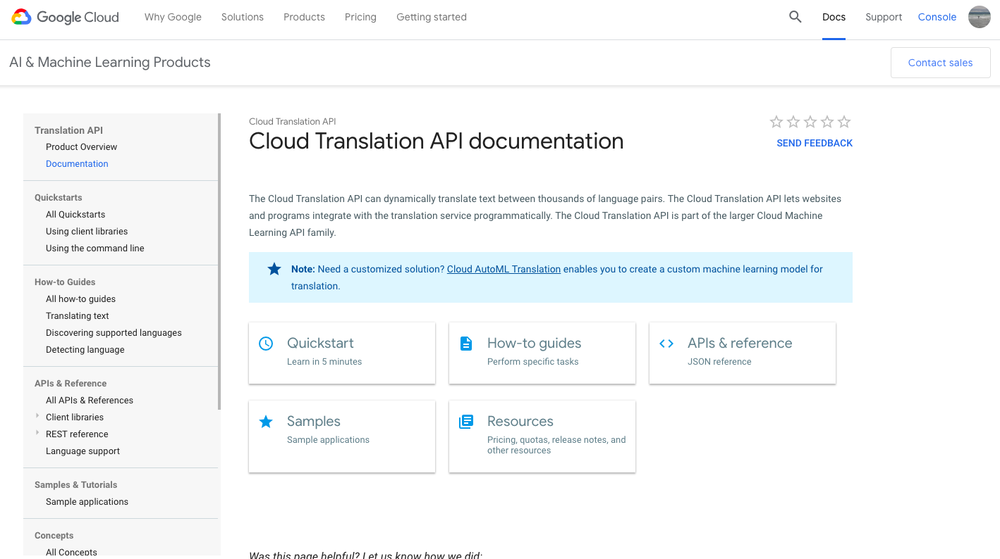 Google Cloud
Why Google
Solutions
Products
Pricing
Getting started
Docs
Support
Console
AI & Machine Learning Products
Contact sales
Translation API
Product Overview
Documentation
Quickstarts
All Quickstarts
Using client libraries
Using the command line
How-to Guides
All how-to guides
Translating text
Discovering supported languages
Detecting language
APIs & Reference
All APIs & References
Client libraries
REST reference
Language support
Samples & Tutorials
Sample applications
Concepts
All Concepts
Cloud Translation API
Cloud Translation API documentation
SEND FEEDBACK
The Cloud Translation API can dynamically translate text between thousands of language pairs. The Cloud Translation API lets websites
and programs integrate with the translation service programmatically. The Cloud Translation API is part of the larger Cloud Machine
Learning API family.
Note: Need a customized solution? Cloud AutoML Translation enables you to create a custom machine learning model for
translation.
Quickstart
Learn in 5 minutes
How-to guides
Perform specific tasks
APIs & reference
JSON reference
Samples
Sample applications
Resources
Pricing, quotas, release notes, and
other resources
Was this page helpful? Let us know how we did: